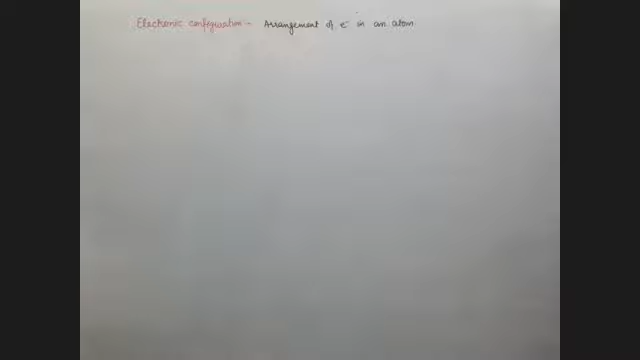 Electronic configuration - Arrangement of e⁻ in an atom